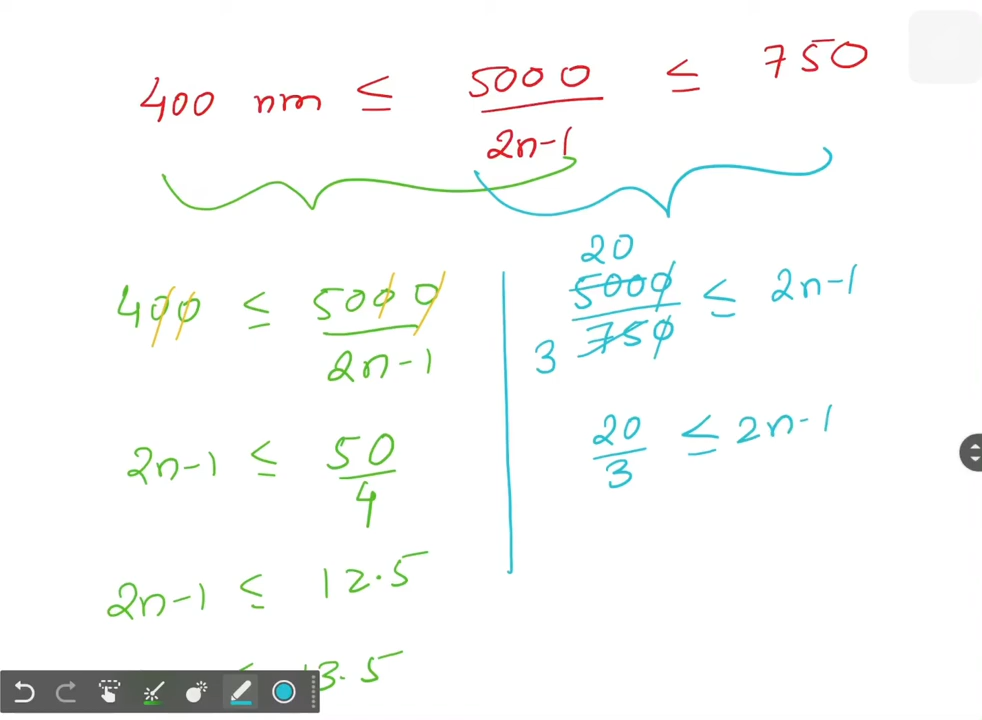 400 nm ≤ 5000/2n-1 ≤ 750
400 ≤ 5000/2n-1
2n-1 ≤ 50/4
2n-1 ≤ 12.5
≤ 13.5
20
5000/750 ≤ 2n-1
3
20/3 ≤ 2n-1